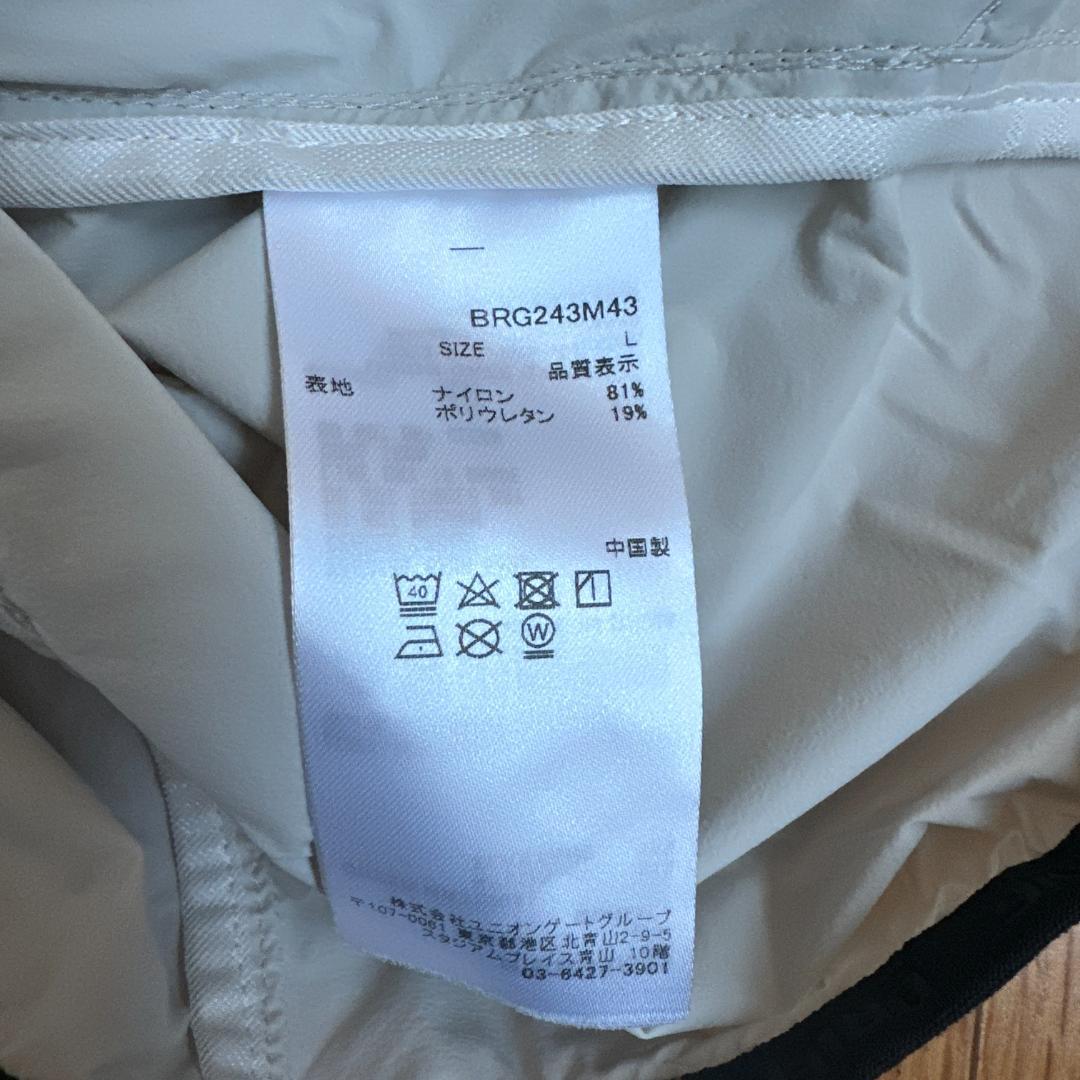 BRG243M43
SIZE L
品質表示
表地 ナイロン 81%
ポリウレタン 19%
中国製
40
W
株式会社ユニオンゲートグループ
〒107-0061 東京都港区北青山2-9-5
スタジアムプレイス青山 10階
03-6427-3901